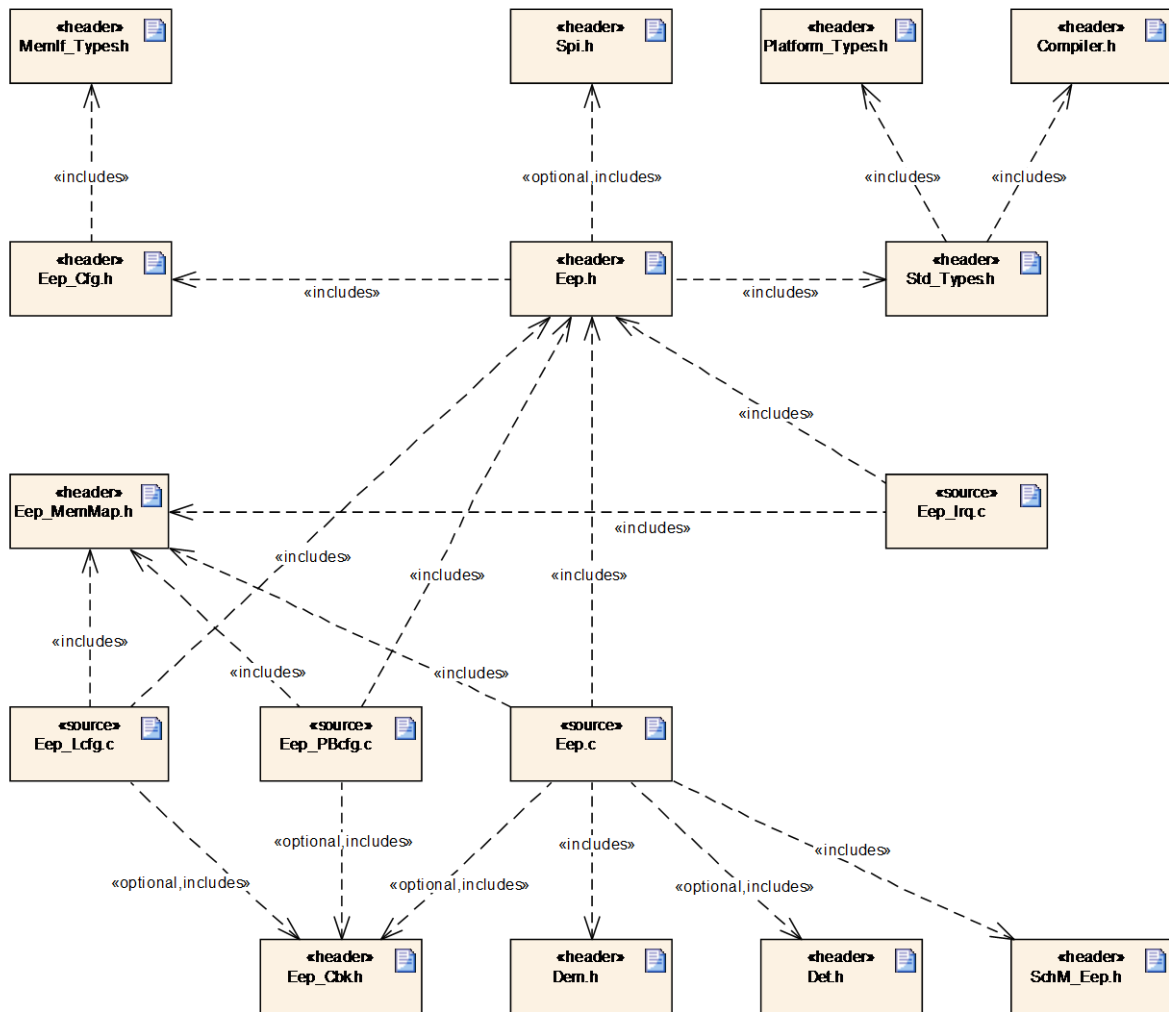 «header»
MemIf_Types.h
«header»
Spi.h
«header»
Platform_Types.h
«header»
Compiler.h
«includes»
«optional,includes»
«includes»
«includes»
«header»
Eep_Cfg.h
«header»
Eep.h
«header»
Std_Types.h
«includes»
«includes»
«includes»
«header»
Eep_MemMap.h
«source»
Eep_Irq.c
«includes»
«includes»
«includes»
«includes»
«includes»
«includes»
«includes»
«source»
Eep_Lcfg.c
«source»
Eep_PBcfg.c
«source»
Eep.c
«optional,includes»
«includes»
«includes»
«optional,includes»
«optional,includes»
«optional,includes»
«header»
Eep_Cbk.h
«header»
Dem.h
«header»
Det.h
«header»
SchM_Eep.h